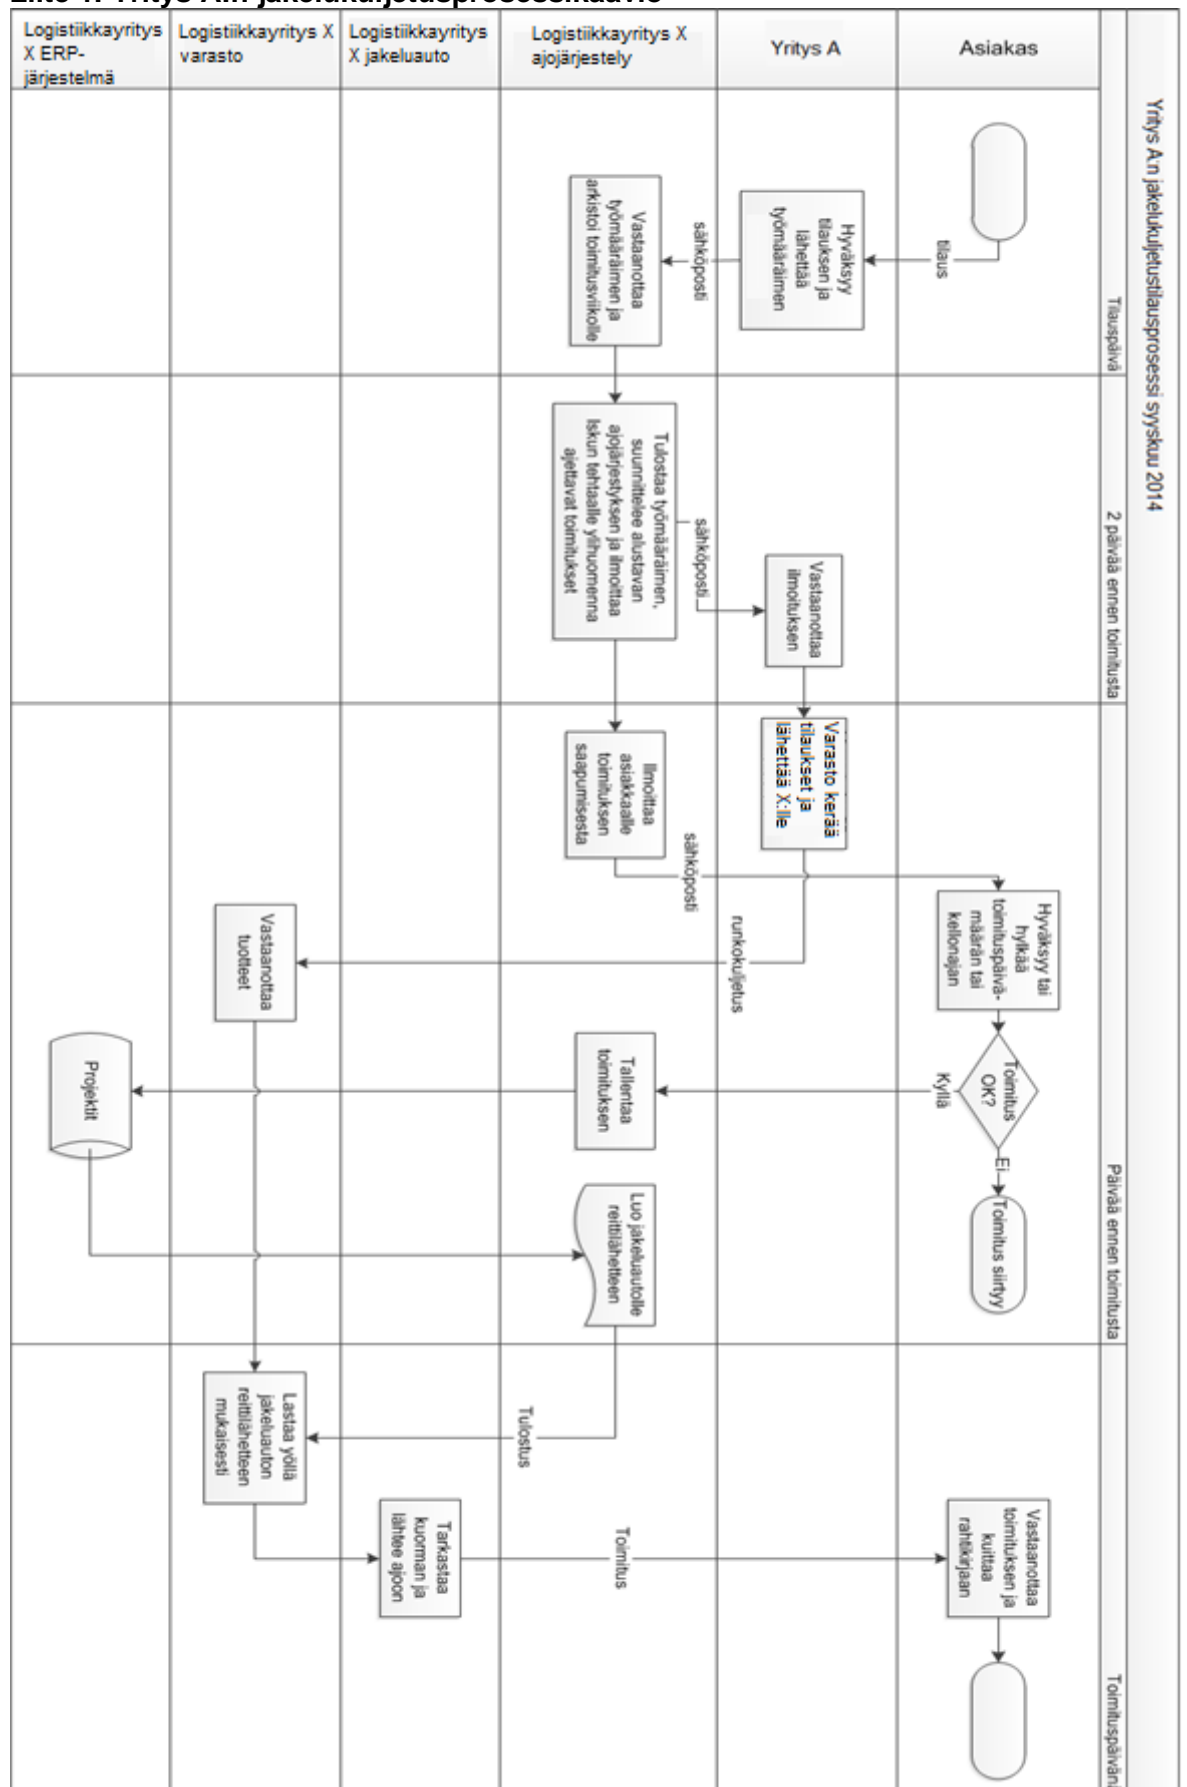 Liite 1: Yritys A:n jakelukuljetusprosessikaavio
Logistiikkayritys
X ERP-
järjestelmä
Logistiikkayritys X
varasto
Logistiikkayritys
X jakeluauto
Logistiikkayritys X
ajojärjestely
Yritys A
Asiakas
Yritys A:n jakelukuljetustilausprosessi syyskuu 2014
Tilauspäivä
tilaus
Hyväksyy
tilauksen ja
lähettää
työmääräimen
sähköposti
Vastaanottaa
työmääräimen ja
arkistoi toimitusviikolle
2 päivää ennen toimitusta
Tulostaa työmääräimen,
suunnittelee alustavan
ajojärjestyksen ja ilmoittaa
Iskun tehtaalle ylihuomenna
ajettavat toimitukset
sähköposti
Vastaanottaa
ilmoituksen
Päivää ennen toimitusta
Varasto kerää
tilaukset ja
lähettää X:lle
Ilmoittaa
asiakkaalle
toimituksen
saapumisesta
sähköposti
runkokuljetus
Hyväksyy tai
hylkää
toimituspäivä-
määrän tai
kellonajan
Vastaanottaa
tuotteet
Toimitus
OK?
Kyllä
Ei
Toimitus siirtyy
Tallentaa
toimituksen
Projektit
Luo jakeluautolle
reittilähetteen
Toimituspäivänä
Tulostus
Lastaa yöllä
jakeluauton
reittilähetteen
mukaisesti
Tarkastaa
kuorman ja
lähtee ajoon
Toimitus
Vastaanottaa
toimituksen ja
kuittaa
rahtikirjaan